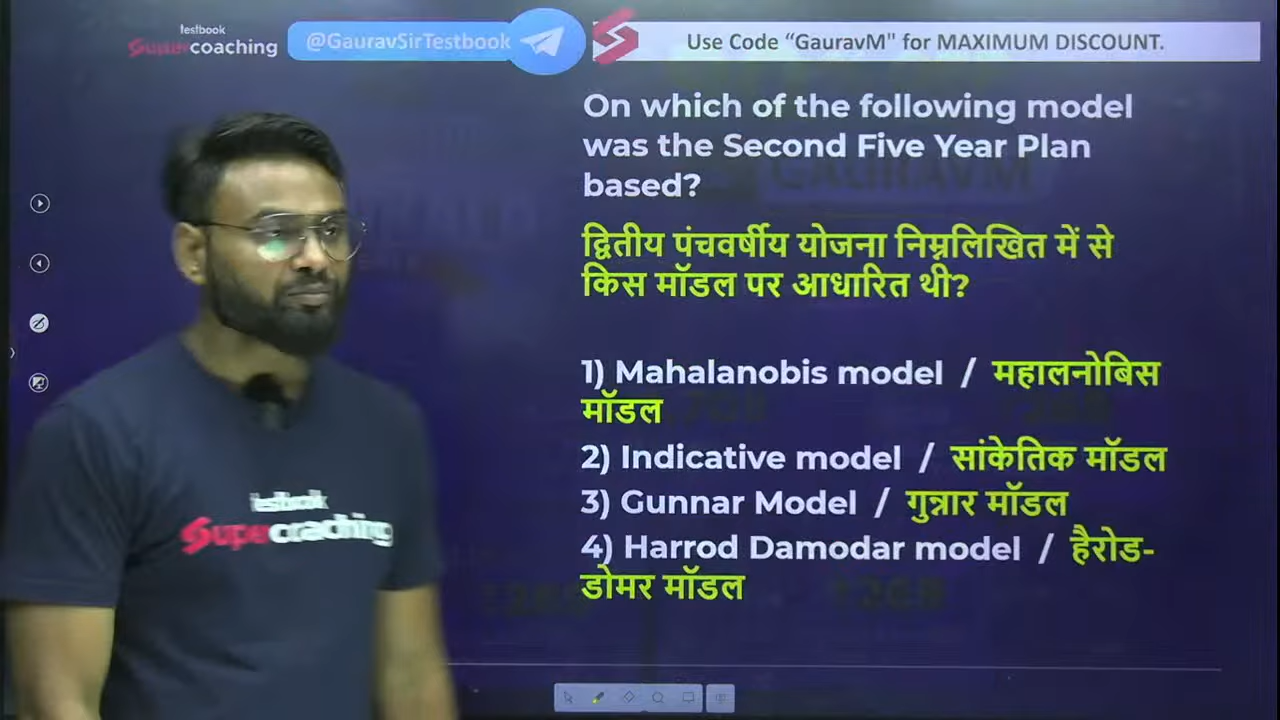 testbook
Supercoaching
@GauravSirTestbook
Use Code “GauravM" for MAXIMUM DISCOUNT.
On which of the following model
was the Second Five Year Plan
based?
द्वितीय पंचवर्षीय योजना निम्नलिखित में से
किस मॉडल पर आधारित थी?
1) Mahalanobis model / महालनोबिस
मॉडल
2) Indicative model / सांकेतिक मॉडल
3) Gunnar Model / गुन्नार मॉडल
4) Harrod Damodar model / हैरोड-
डोमर मॉडल
testbook
Supercoaching